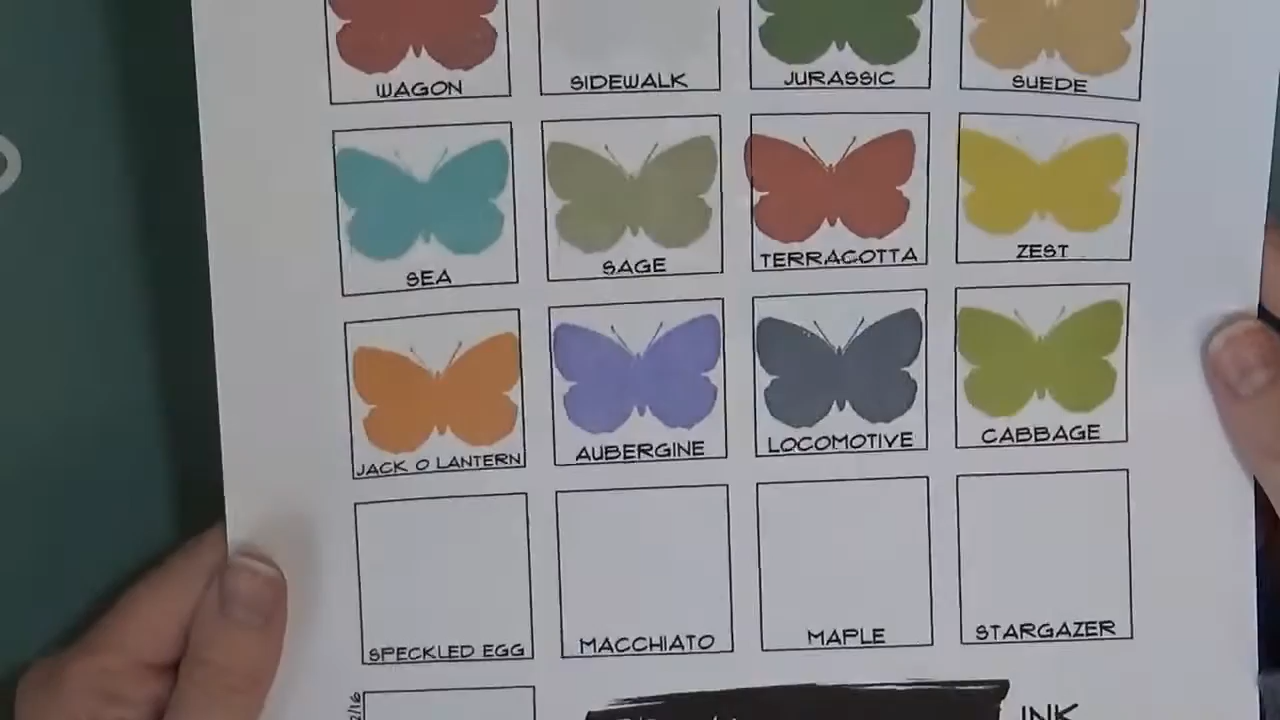 WAGON
SIDEWALK
JURASSIC
SUEDE
SEA
SAGE
TERRACOTTA
ZEST
JACK O LANTERN
AUBERGINE
LOCOMOTIVE
CABBAGE
SPECKLED EGG
MACCHIATO
MAPLE
STARGAZER
INK